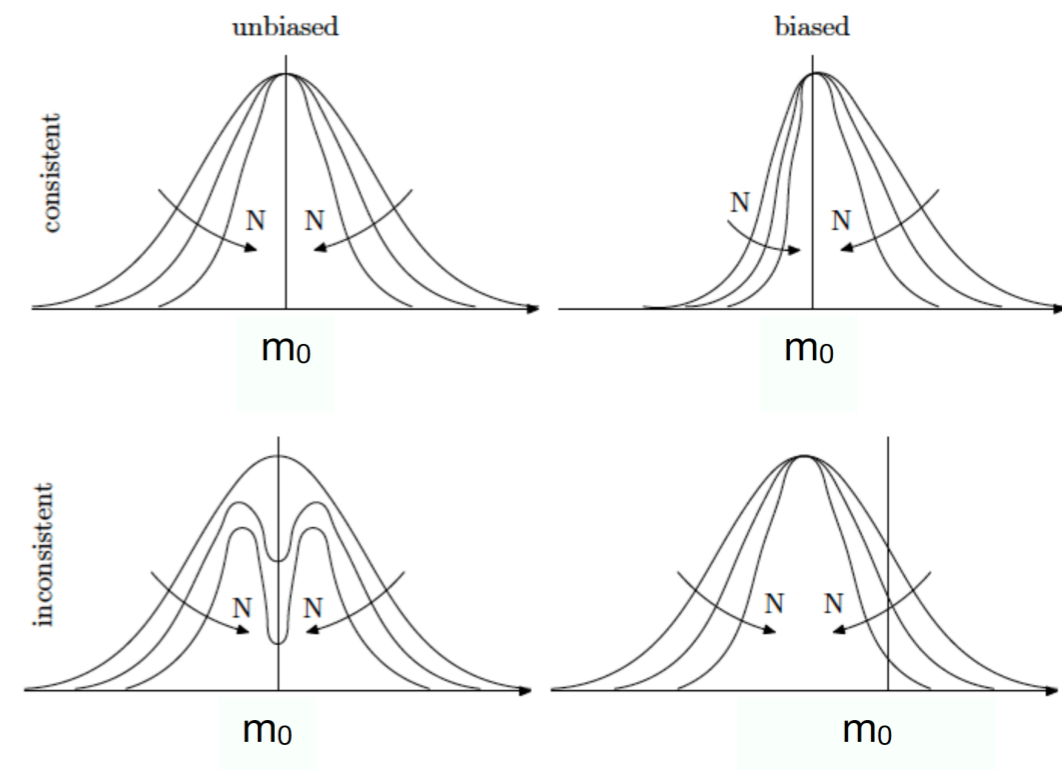 unbiased
biased
consistent
N
N
N
N
m₀
m₀
inconsistent
N
N
N
N
m₀
m₀